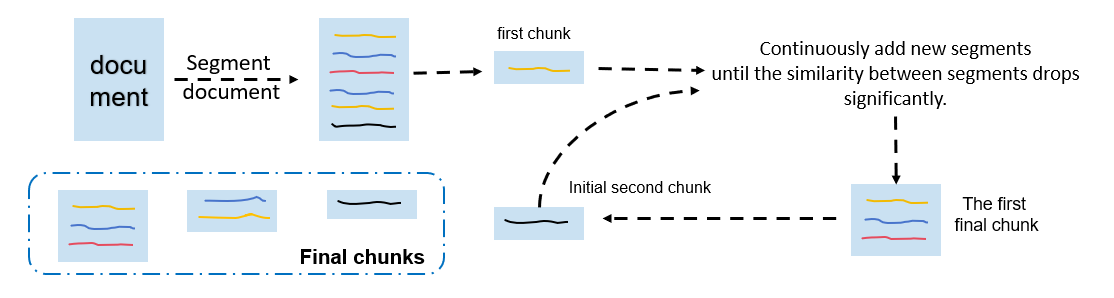 docu
ment
Segment
document
first chunk
Continuously add new segments
until the similarity between segments drops
significantly.
Initial second chunk
The first
final chunk
Final chunks